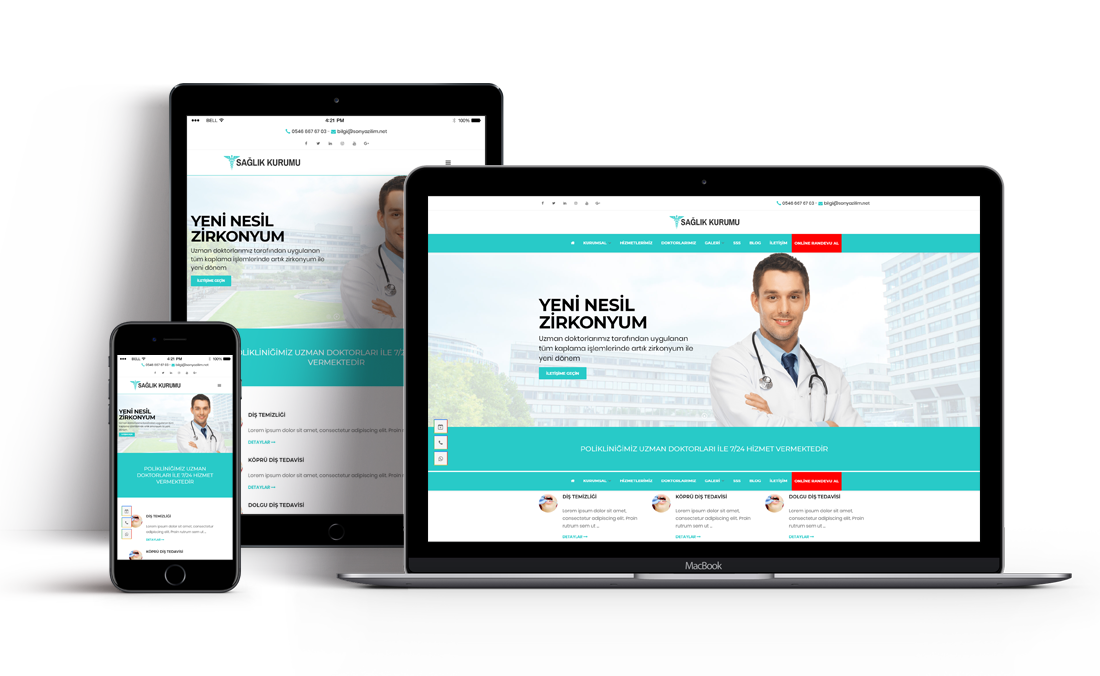 BELL 4:21 PM 100%
0546 667 67 03 - bilgi@sonyazilim.net
SAĞLIK KURUMU
YENİ NESİL
ZİRKONYUM
Uzman doktorlarımız tarafından uygulanan
tüm kaplama işlemlerinde artık zirkonyum ile
yeni dönem
İLETİŞİME GEÇİN
POLİKLİNİĞİMİZ UZMAN DOKTORLARI İLE 7/2
VERMEKTEDİR
DİŞ TEMİZLİĞİ
Lorem ipsum dolor sit amet, consectetur adipiscing elit. Proin
DETAYLAR
KÖPRÜ DİŞ TEDAVİSİ
Lorem ipsum dolor sit amet, consectetur adipiscing elit. Proin
DETAYLAR
DOLGU DİŞ TEDAVİSİ
BELL 4:21 PM 100%
0546 667 67 03 - bilgi@sonyazilim.net
SAĞLIK KURUMU
YENİ NESİL
ZİRKONYUM
POLİKLİNİĞİMİZ UZMAN
DOKTORLARI İLE 7/24 HİZMET
VERMEKTEDİR
DİŞ TEMİZLİĞİ
Lorem ipsum dolor sit amet,
consectetur adipiscing elit. Proin
rutrum ut ...
DETAYLAR
KÖPRÜ DİŞ TEDAVİSİ
0546 667 67 03 - bilgi@sonyazilim.net
SAĞLIK KURUMU
KURUMSAL HİZMETLERİMİZ DOKTORLARIMIZ GALERİ SSS BLOG İLETİŞİM ONLINE RANDEVU AL
YENİ NESİL
ZİRKONYUM
Uzman doktorlarımız tarafından uygulanan
tüm kaplama işlemlerinde artık zirkonyum ile
yeni dönem
İLETİŞİME GEÇİN
POLİKLİNİĞİMİZ UZMAN DOKTORLARI İLE 7/24 HİZMET VERMEKTEDİR
KURUMSAL HİZMETLERİMİZ DOKTORLARIMIZ GALERİ SSS BLOG İLETİŞİM ONLINE RANDEVU AL
DİŞ TEMİZLİĞİ KÖPRÜ DİŞ TEDAVİSİ DOLGU DİŞ TEDAVİSİ
Lorem ipsum dolor sit amet, Lorem ipsum dolor sit amet, Lorem ipsum dolor sit amet,
consectetur adipiscing elit. Proin consectetur adipiscing elit. Proin consectetur adipiscing elit. Proin
rutrum ut ... rutrum ut ... rutrum ut ...
DETAYLAR DETAYLAR DETAYLAR
MacBook